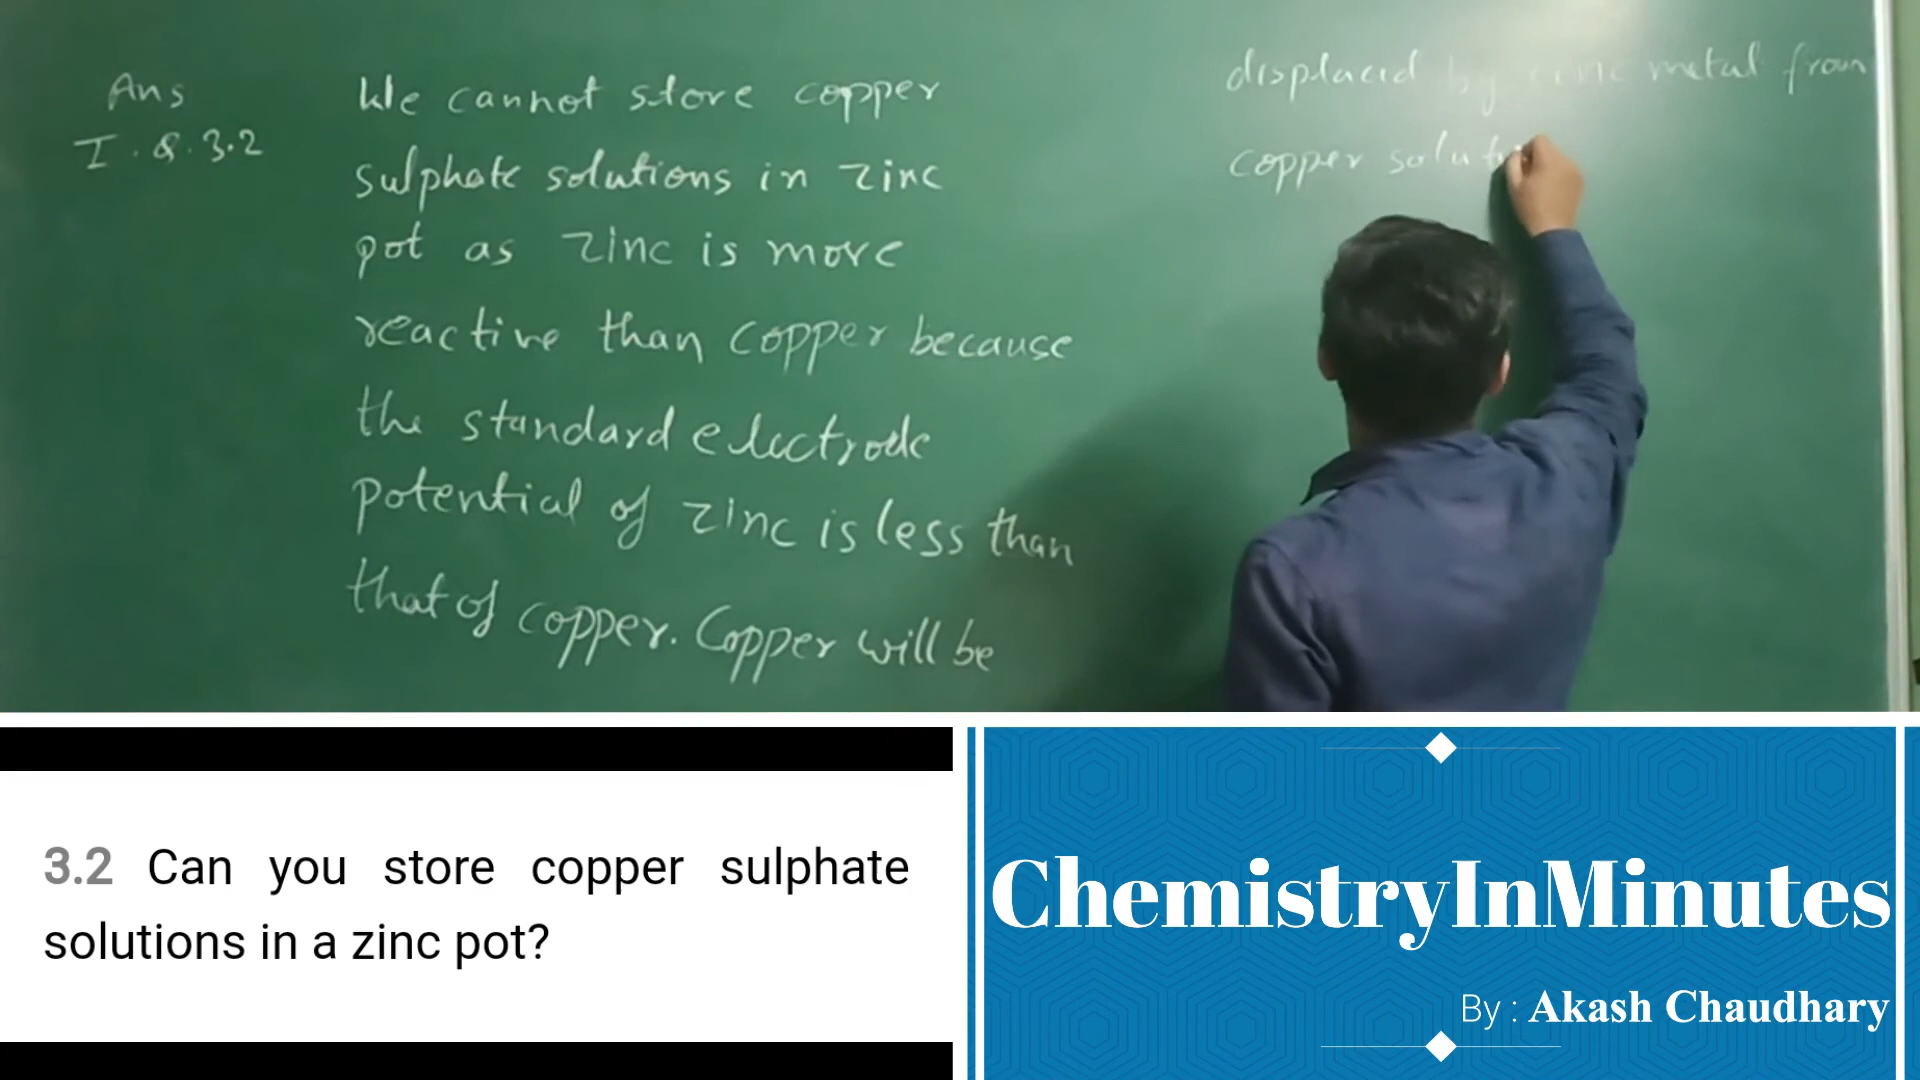 Ans
I. Q. 3.2
We cannot store copper
sulphate solutions in zinc
pot as zinc is more
reactive than copper because
the standard electrode
potential of zinc is less than
that of copper. Copper will be
displaced by zinc metal from
copper soluti
3.2 Can you store copper sulphate
solutions in a zinc pot?
ChemistryInMinutes
By : Akash Chaudhary